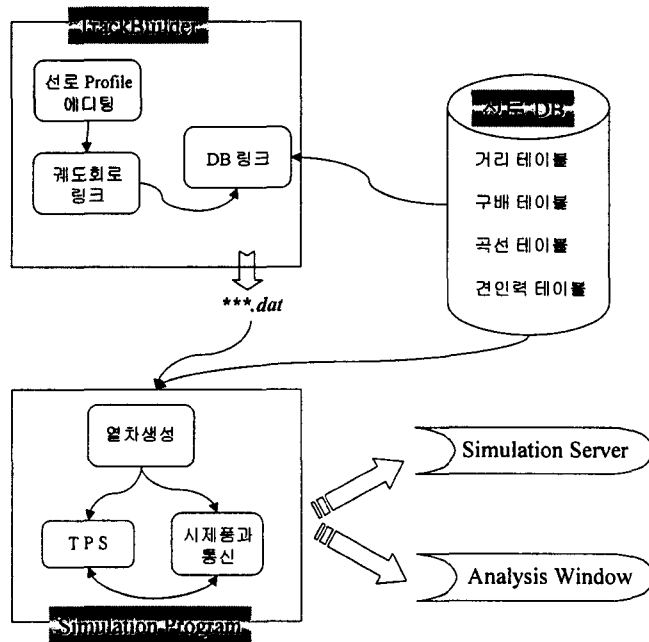 TrackBuilder
선로 Profile
에디팅
궤도회로
링크
DB 링크
선로 DB
거리 테이블
구배 테이블
곡선 테이블
견인력 테이블
***.dat
열차생성
T P S
시제품과
통신
Simulation Program
Simulation Server
Analysis Window